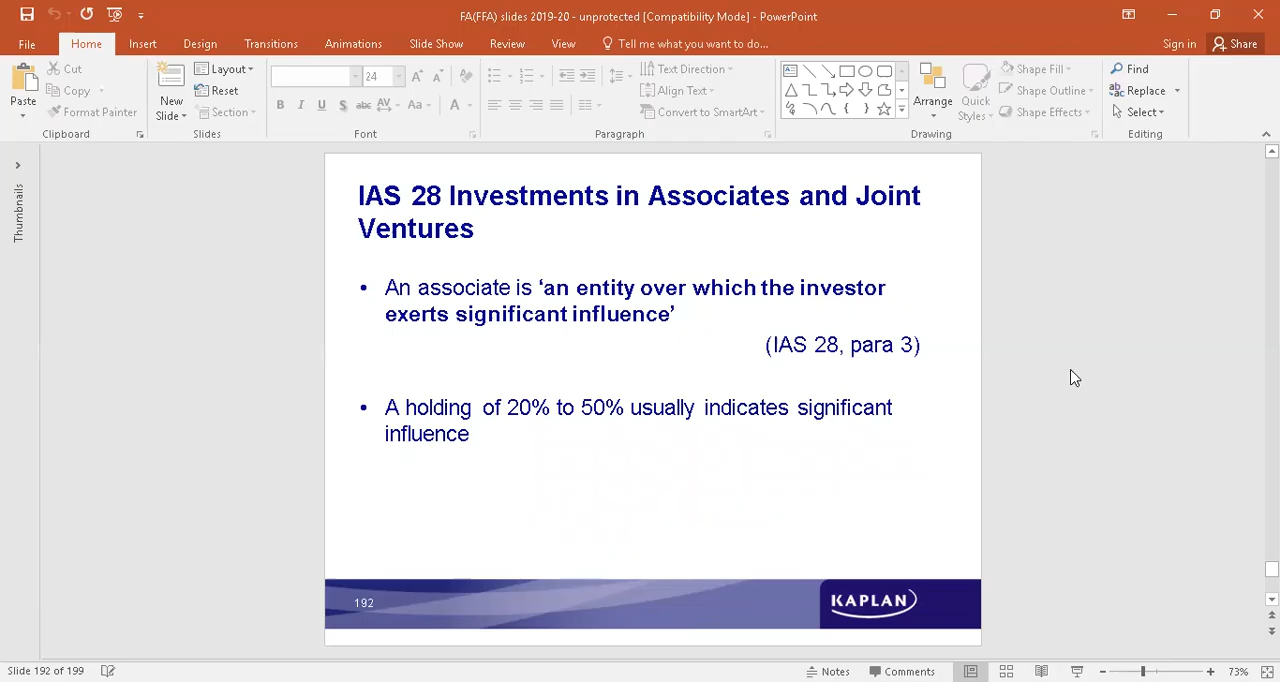 FA(FFA) slides 2019-20 - unprotected [Compatibility Mode] - PowerPoint
File Home Insert Design Transitions Animations Slide Show Review View Tell me what you want to do... Sign in Share
Paste
Cut
Copy
Format Painter
Clipboard
New Slide
Layout
Reset
Section
Slides
24
B I U S abc AV Aa A
Font
Text Direction
Align Text
Convert to SmartArt
Paragraph
Arrange
Quick Styles
Shape Fill
Shape Outline
Shape Effects
Drawing
Find
Replace
Select
Editing
Thumbnails
IAS 28 Investments in Associates and Joint
Ventures
• An associate is ‘an entity over which the investor
exerts significant influence’
(IAS 28, para 3)
• A holding of 20% to 50% usually indicates significant
influence
192
KAPLAN
Slide 192 of 199 Notes Comments 73%